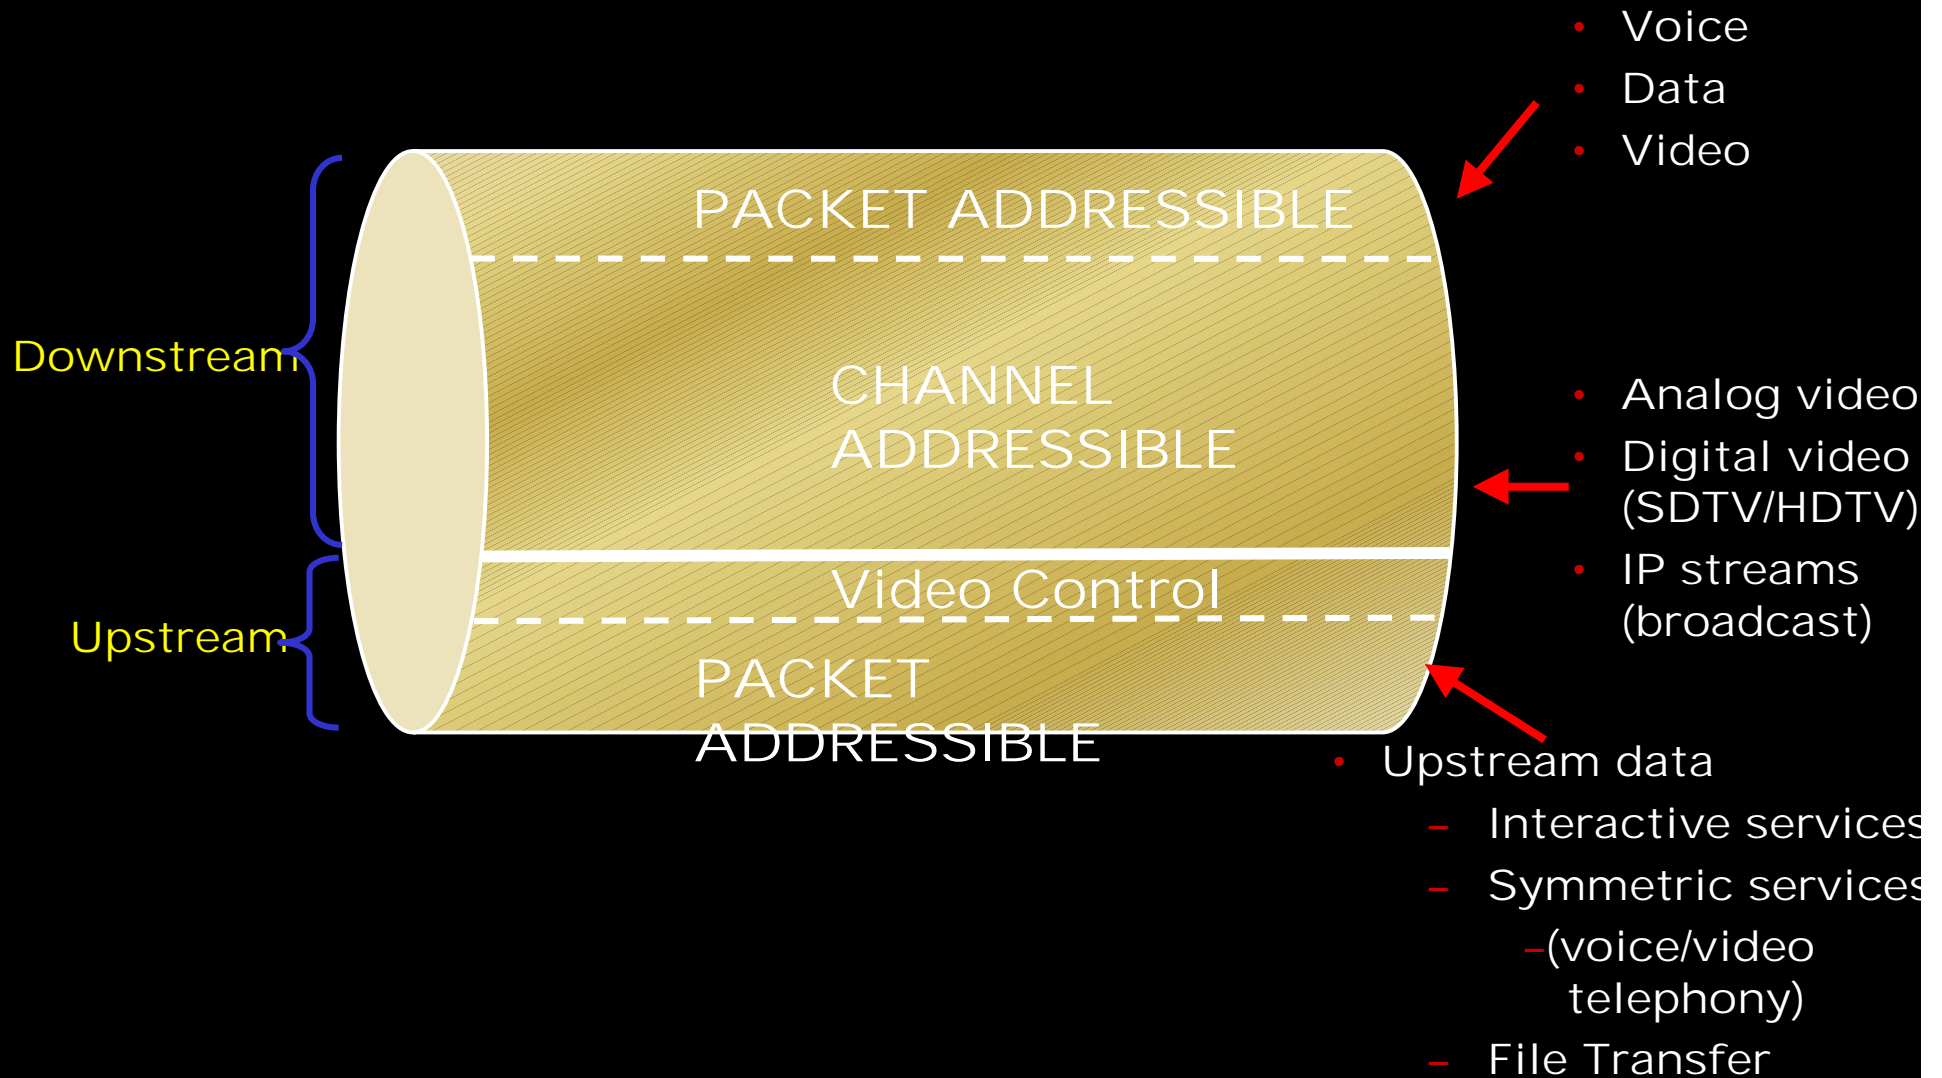 • Voice
• Data
• Video
PACKET ADDRESSIBLE
Downstream
CHANNEL
ADDRESSIBLE
• Analog video
• Digital video
(SDTV/HDTV)
• IP streams
(broadcast)
Video Control
Upstream
PACKET
ADDRESSIBLE
• Upstream data
– Interactive services
– Symmetric services
–(voice/video
telephony)
– File Transfer